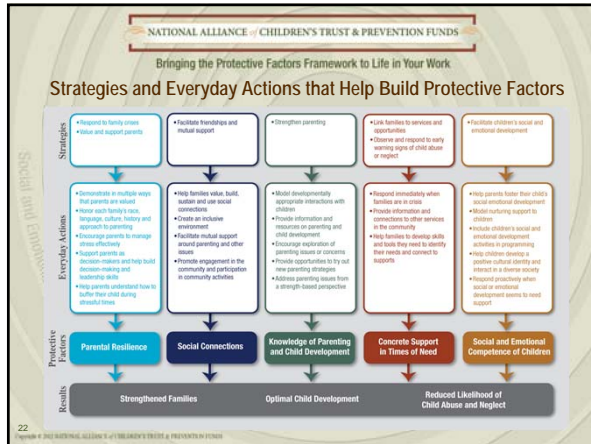 NATIONAL ALLIANCE of CHILDREN'S TRUST & PREVENTION FUNDS
Bringing the Protective Factors Framework to Life in Your Work
Strategies and Everyday Actions that Help Build Protective Factors
Strategies
• Respond to family crises
• Value and support parents
• Facilitate friendships and
mutual support
• Strengthen parenting
• Link families to services and
opportunities
• Observe and respond to early
warning signs of child abuse
or neglect
• Facilitate children's social and
emotional development
Everyday Actions
• Demonstrate in multiple ways
that parents are valued
• Honor each family's race,
language, culture, history and
approach to parenting
• Encourage parents to manage
stress effectively
• Support parents as
decision-makers and help build
decision-making and
leadership skills
• Help parents understand how to
buffer their child during
stressful times
• Help families value, build,
sustain and use social
connections
• Create an inclusive
environment
• Facilitate mutual support
around parenting and other
issues
• Promote engagement in the
community and participation
in community activities
• Model developmentally
appropriate interactions with
children
• Provide information and
resources on parenting and
child development
• Encourage exploration of
parenting issues or concerns
• Provide opportunities to try out
new parenting strategies
• Address parenting issues from
a strength-based perspective
• Respond immediately when
families are in crisis
• Provide information and
connections to other services
in the community
• Help families to develop skills
and tools they need to identify
their needs and connect to
supports
• Help parents foster their child's
social emotional development
• Model nurturing support to
children
• Include children's social and
emotional development
activities in programming
• Help children develop a
positive cultural identity and
interact in a diverse society
• Respond proactively when
social or emotional
development seems to need
support
Protective
Factors
Parental Resilience
Social Connections
Knowledge of Parenting
and Child Development
Concrete Support
in Times of Need
Social and Emotional
Competence of Children
Results
Strengthened Families
Optimal Child Development
Reduced Likelihood of
Child Abuse and Neglect
Social and Emotional
22
Copyright © 2012 NATIONAL ALLIANCE of CHILDREN'S TRUST & PREVENTION FUNDS